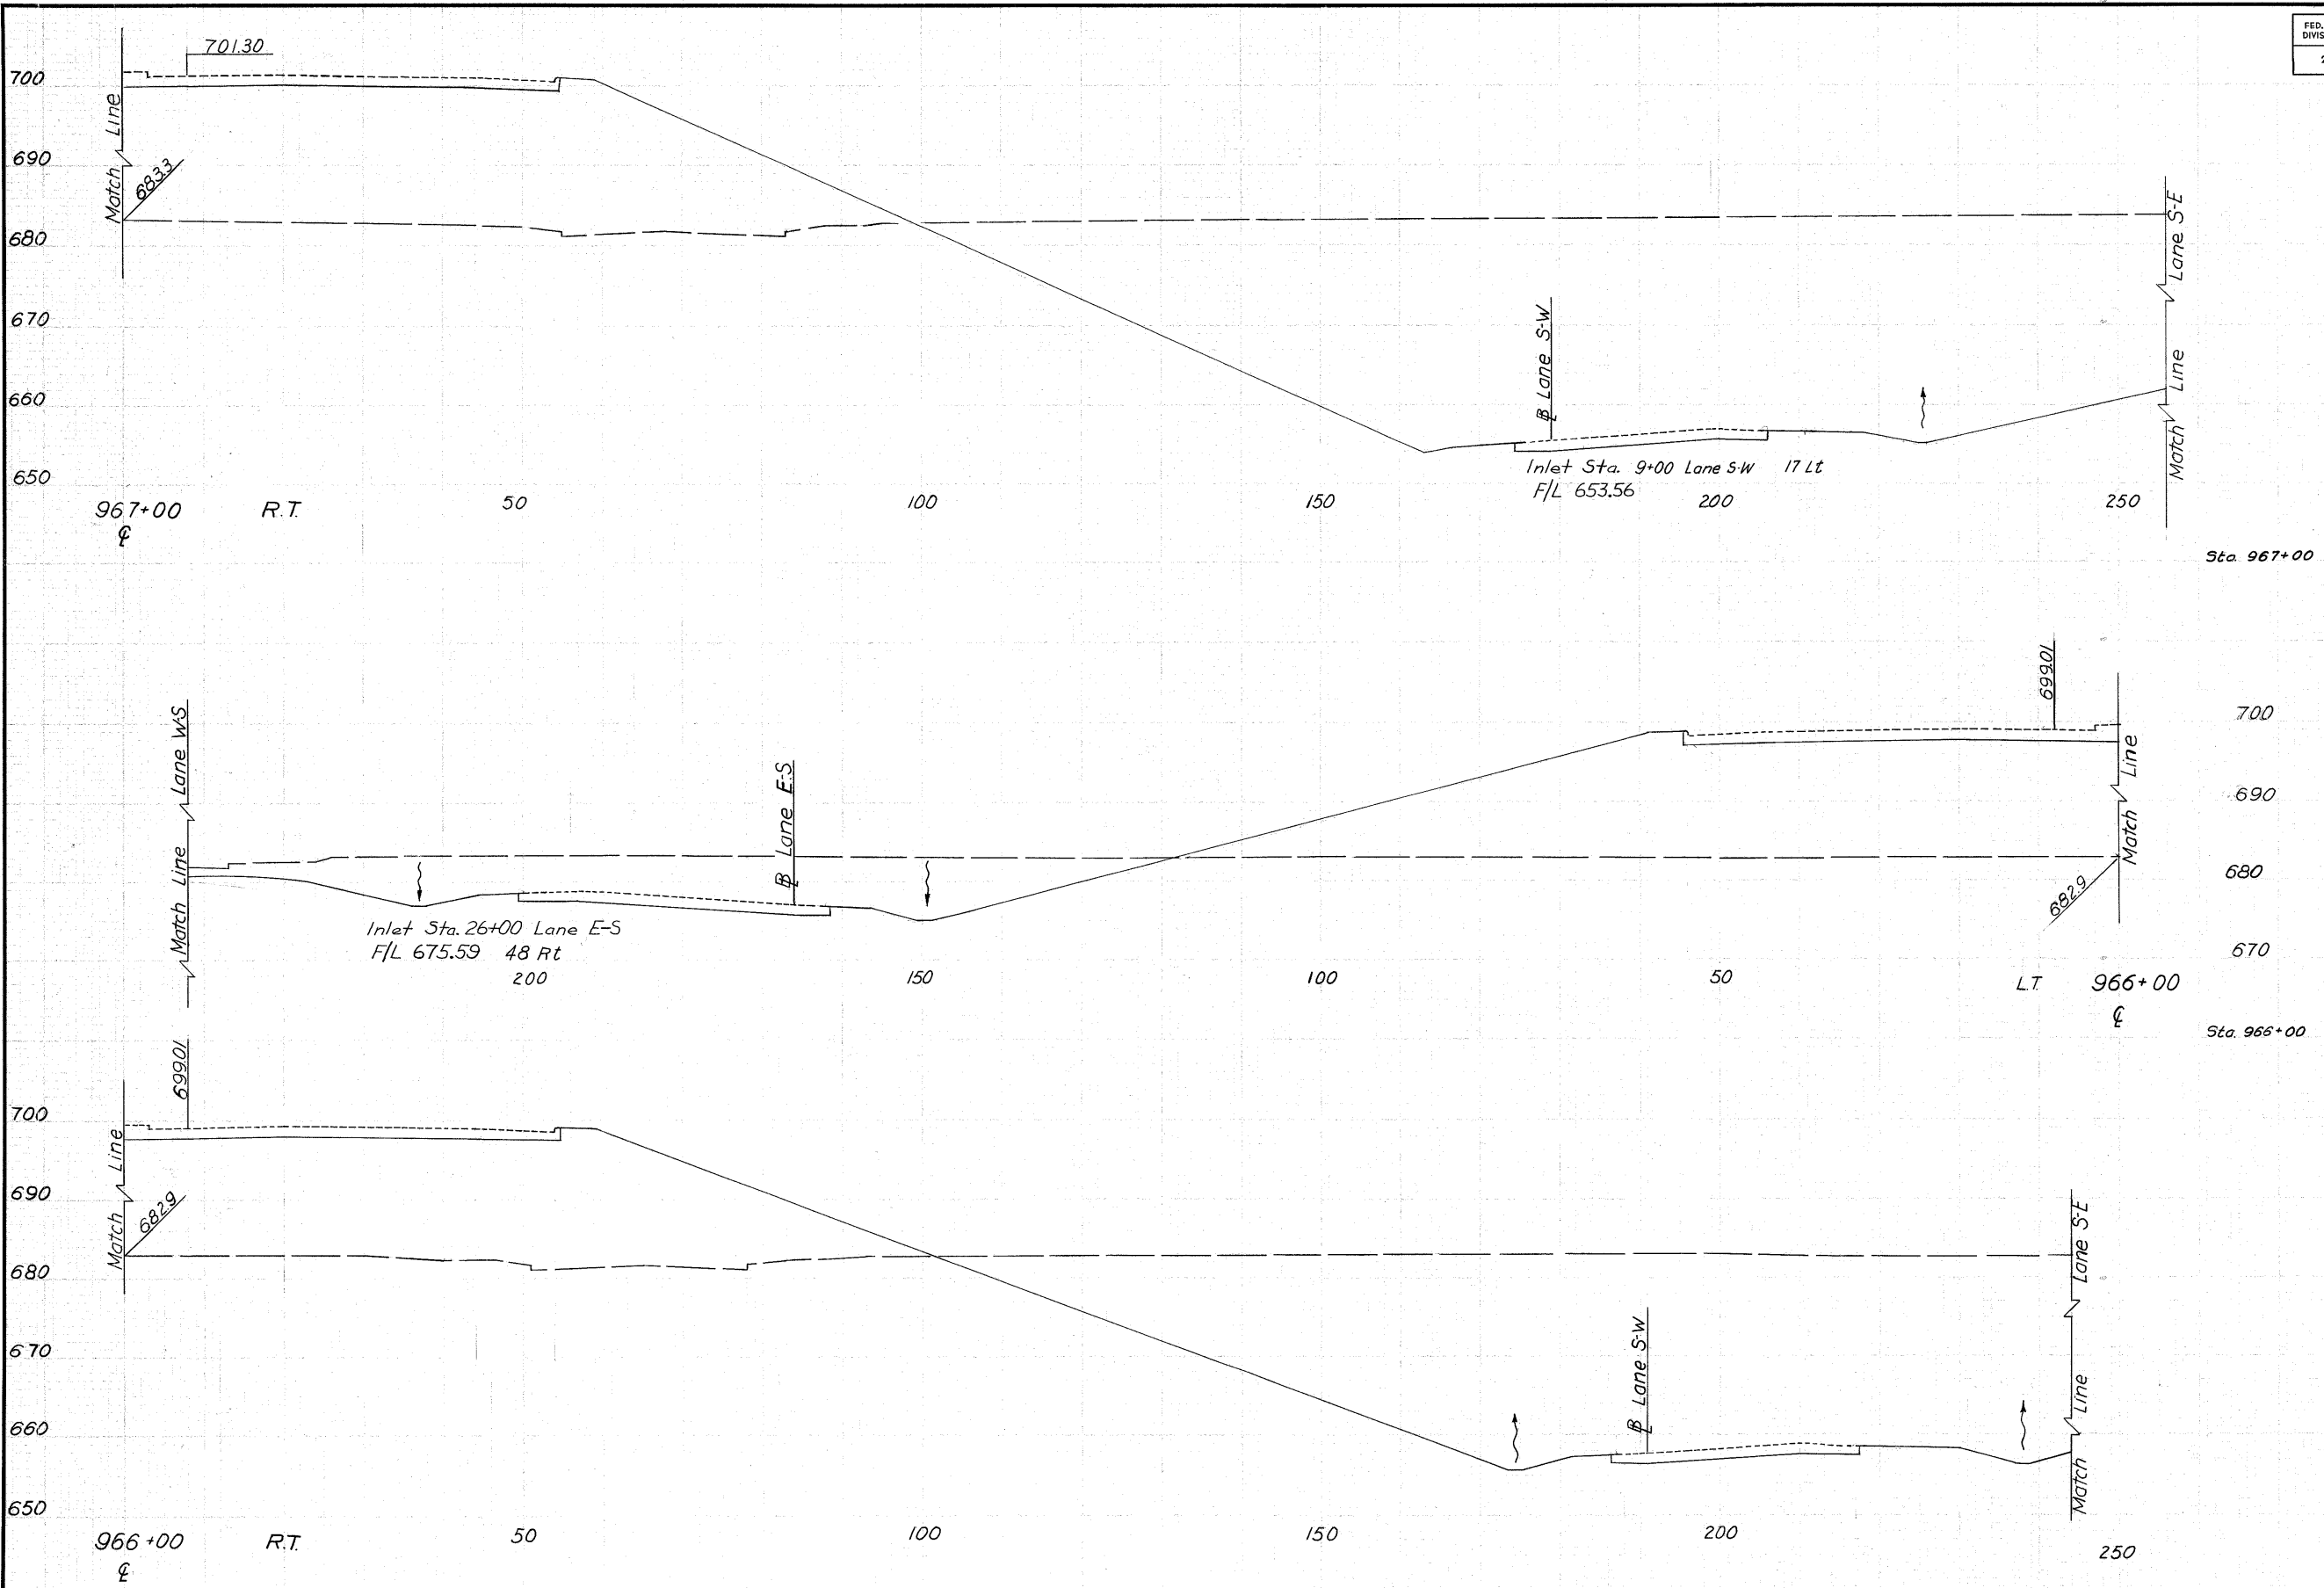 FED.
DIVIS
701.30
700
Match Line
690
683.3
680
670
660
650
Lane S-E
Match Line
℄ Lane S-W
Inlet Sta. 9+00 Lane S-W 17 Lt
F/L 653.56
967+00 R.T. 50 100 150 200 250
℄
Sta. 967+00
699.01
Match Line Lane W-S
℄ Lane E-S
Match Line
700
690
680
682.9
670
Inlet Sta. 26+00 Lane E-S
F/L 675.59 48 Rt
200 150 100 50 L.T. 966+00
℄
Sta. 966+00
699.01
700
Match Line
690
682.9
680
670
660
650
℄ Lane S-W
Lane S-E
Match Line
966+00 R.T. 50 100 150 200 250
℄